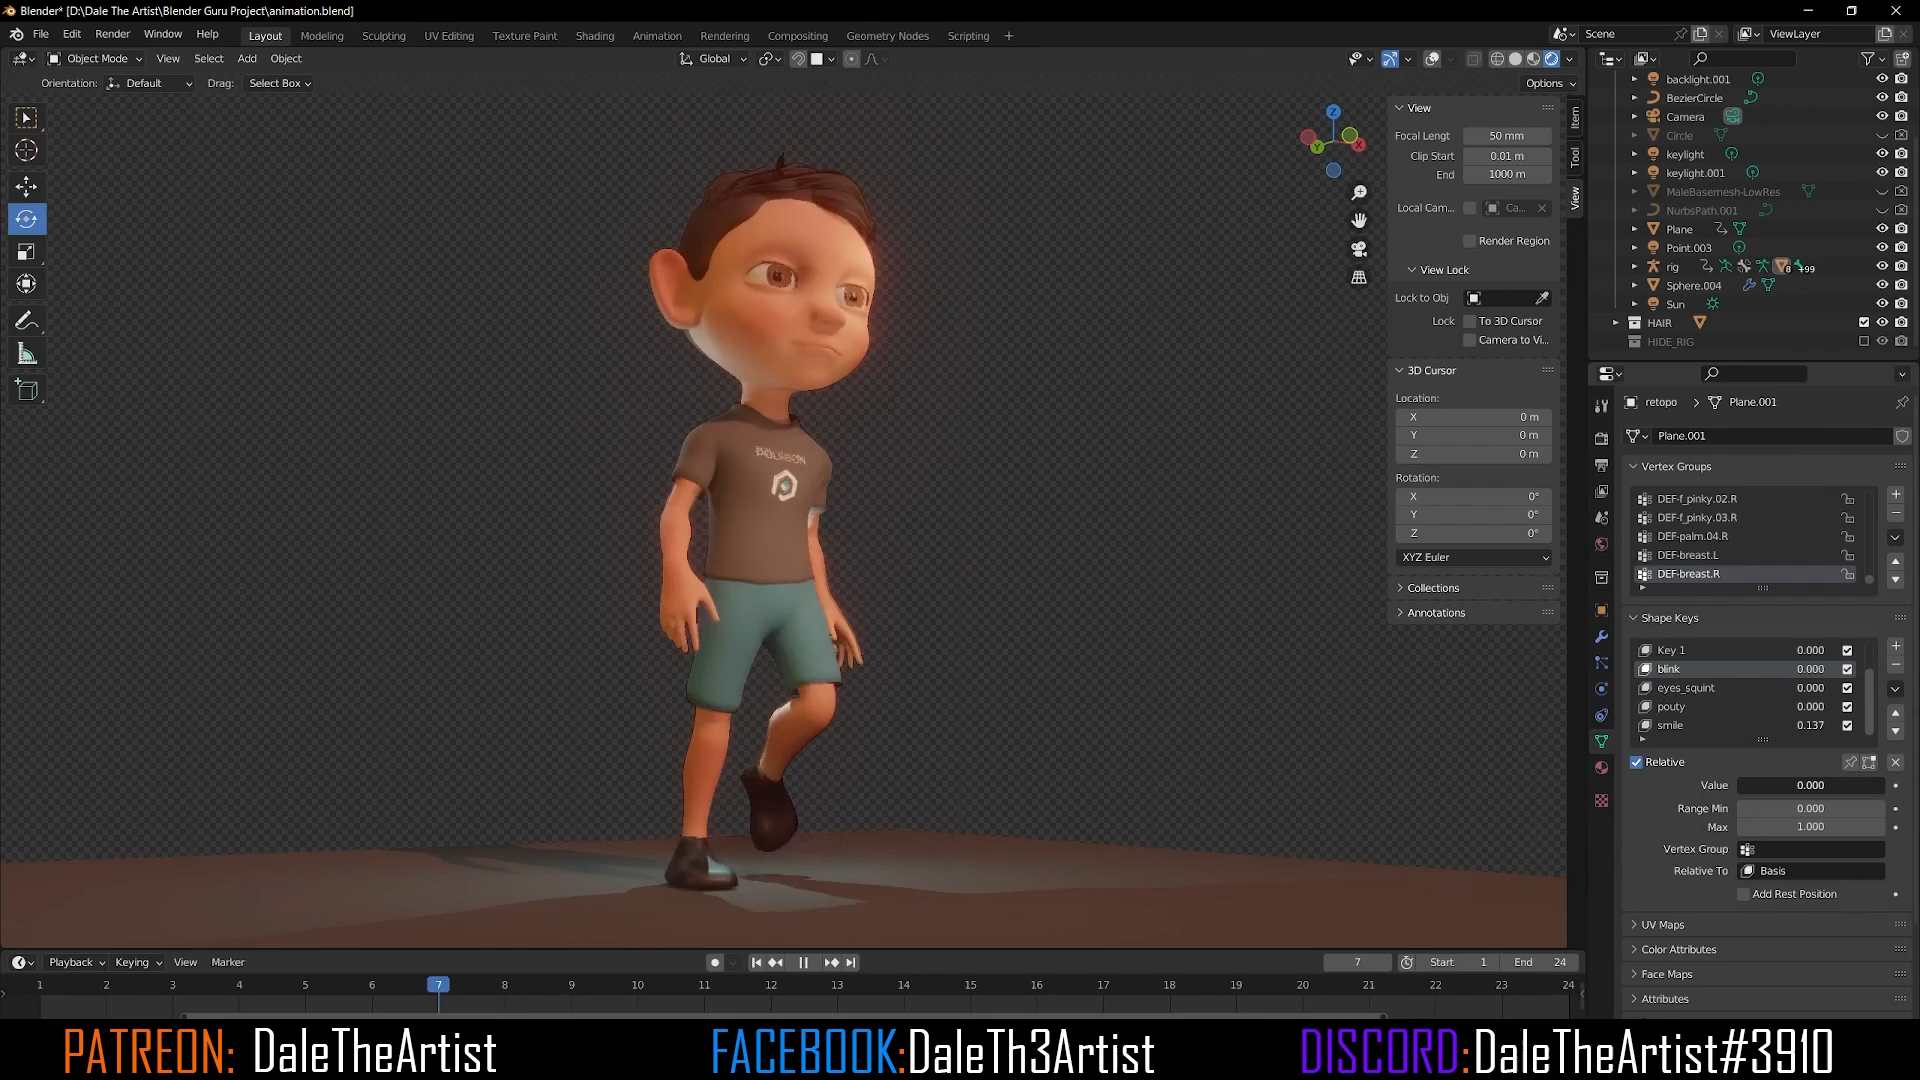 Blender* [D:\Dale The Artist\Blender Guru Project\animation.blend]
File Edit Render Window Help Layout Modeling Sculpting UV Editing Texture Paint Shading Animation Rendering Compositing Geometry Nodes Scripting + Scene ViewLayer
Object Mode View Select Add Object Global
Orientation: Default Drag: Select Box Options
View
Focal Lengt 50 mm
Clip Start 0.01 m
End 1000 m
Local Cam... Ca...
Render Region
View Lock
Lock to Obj
Lock To 3D Cursor
Camera to Vi...
3D Cursor
Location:
X 0 m
Y 0 m
Z 0 m
Rotation:
X 0°
Y 0°
Z 0°
XYZ Euler
Collections
Annotations
Item
Tool
View
Z
Y
X
backlight.001
BezierCircle
Camera
Circle
keylight
keylight.001
MaleBasemesh-LowRes
NurbsPath.001
Plane
Point.003
rig 8 +99
Sphere.004
Sun
HAIR
HIDE_RIG
retopo > Plane.001
Plane.001
Vertex Groups
DEF-f_pinky.02.R
DEF-f_pinky.03.R
DEF-palm.04.R
DEF-breast.L
DEF-breast.R
Shape Keys
Key 1 0.000
blink 0.000
eyes_squint 0.000
pouty 0.000
smile 0.137
Relative
Value 0.000
Range Min 0.000
Max 1.000
Vertex Group
Relative To Basis
Add Rest Position
UV Maps
Color Attributes
Face Maps
Attributes
Playback Keying View Marker 7 Start 1 End 24
1 2 3 4 5 6 7 8 9 10 11 12 13 14 15 16 17 18 19 20 21 22 23 24
PATREON: DaleTheArtist FACEBOOK:DaleTh3Artist DISCORD:DaleTheArtist#3910